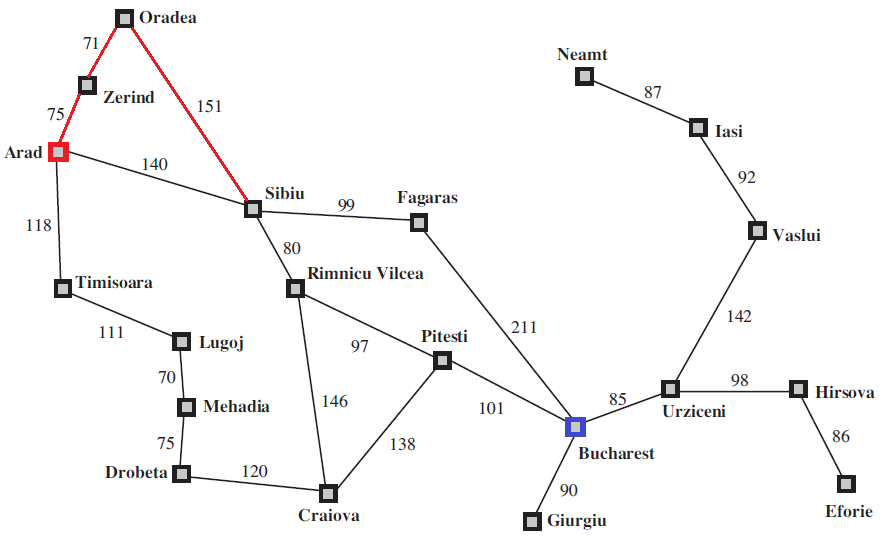 Oradea
71
Neamt
87
Zerind
75
151
Iasi
Arad
140
92
Sibiu
99
Fagaras
118
Vaslui
80
Rimnicu Vilcea
Timisoara
111
Lugoj
97
Pitesti
211
142
70
98
Hirsova
Mehadia
146
101
85
Urziceni
75
138
86
Bucharest
Drobeta
120
90
Craiova
Giurgiu
Eforie